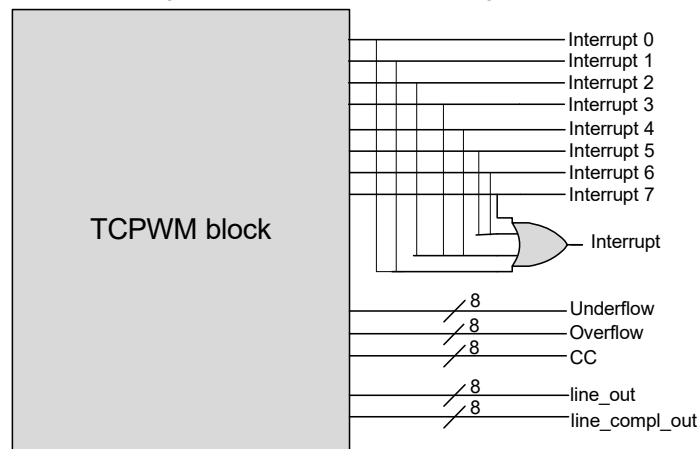 Interrupt 0
Interrupt 1
Interrupt 2
Interrupt 3
Interrupt 4
Interrupt 5
Interrupt 6
Interrupt 7
TCPWM block
Interrupt
8
Underflow
8
Overflow
8
CC
8
line_out
8
line_compl_out